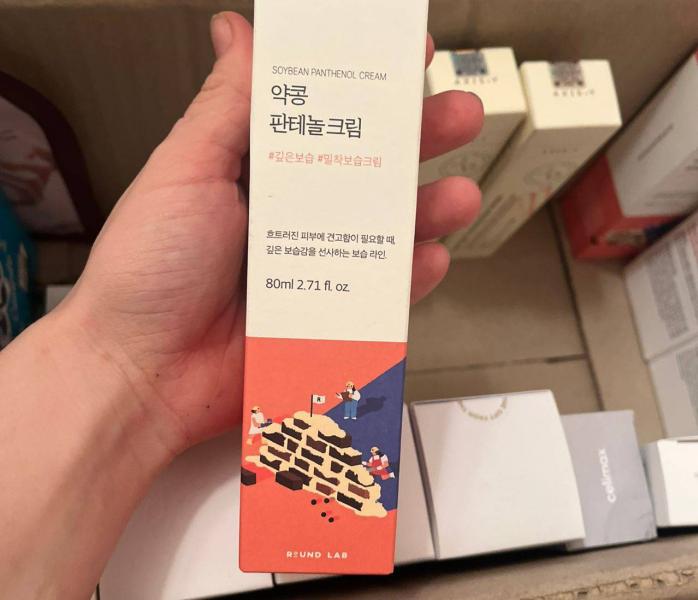 SOYBEAN PANTHENOL CREAM
약콩
판테놀크림
#깊은보습 #밀착보습크림
흐트러진 피부에 견고함이 필요할 때,
깊은 보습감을 선사하는 보습 라인.
80ml 2.71 fl. oz.
R
ROUND LAB
AXIS-Y
AXIS-Y
celimax